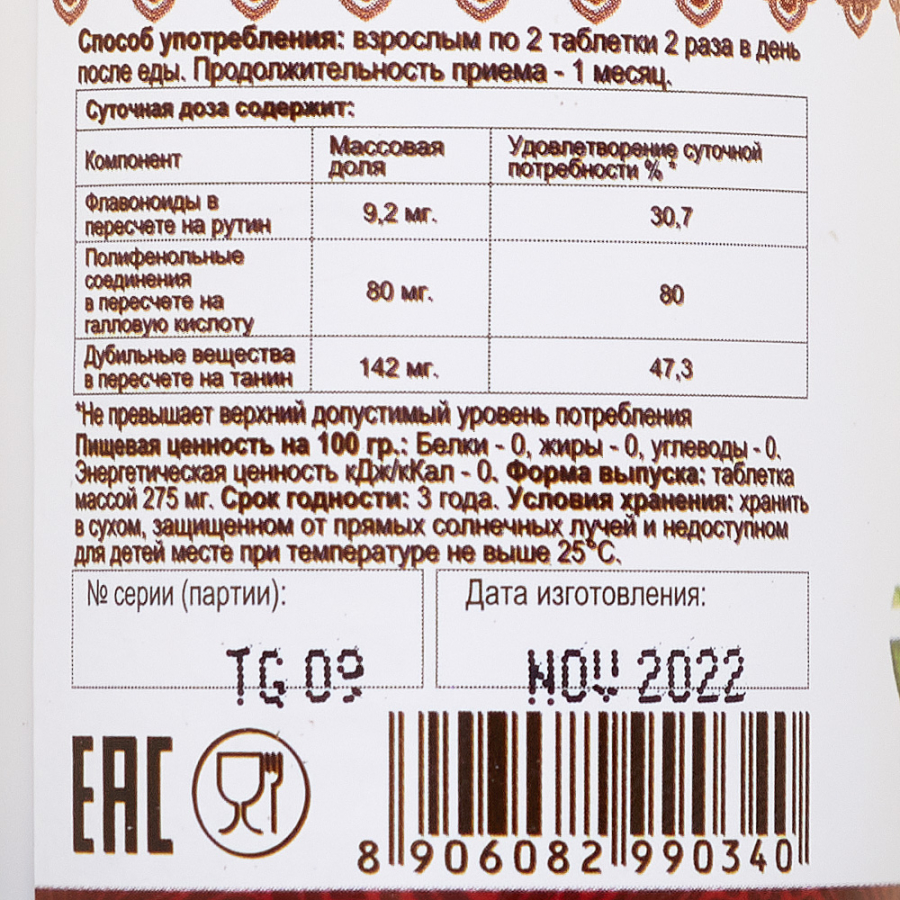 Способ употребления: взрослым по 2 таблетки 2 раза в день
после еды. Продолжительность приема - 1 месяц.
Суточная доза содержит:
Компонент
Массовая
доля
Удовлетворение суточной
потребности % *
Флавоноиды в
пересчете на рутин
9,2 мг.
30,7
Полифенольные
соединения
в пересчете на
галловую кислоту
80 мг.
80
Дубильные вещества
в пересчете на танин
142 мг.
47,3
*Не превышает верхний допустимый уровень потребления
Пищевая ценность на 100 гр.: Белки - 0, жиры - 0, углеводы - 0.
Энергетическая ценность кДж/кКал - 0. Форма выпуска: таблетка
массой 275 мг. Срок годности: 3 года. Условия хранения: хранить
в сухом, защищенном от прямых солнечных лучей и недоступном
для детей месте при температуре не выше 25°С.
№ серии (партии):
TG 09
Дата изготовления:
NOV 2022
EAC
8 906082 990340